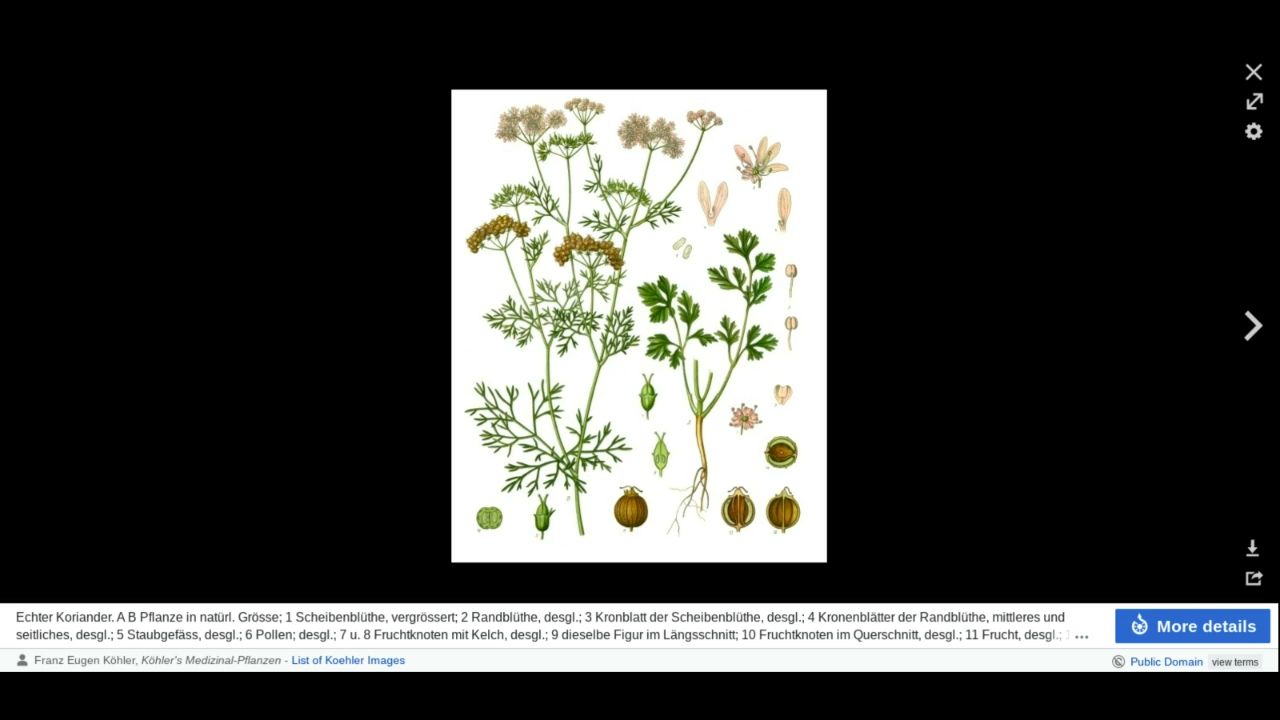 Echter Koriander. A B Pflanze in natürl. Grösse; 1 Scheibenblüthe, vergrössert; 2 Randblüthe, desgl.; 3 Kronblatt der Scheibenblüthe, desgl.; 4 Kronenblätter der Randblüthe, mittleres und
seitliches, desgl.; 5 Staubgefäss, desgl.; 6 Pollen; desgl.; 7 u. 8 Fruchtknoten mit Kelch, desgl.; 9 dieselbe Figur im Längsschnitt; 10 Fruchtknoten im Querschnitt, desgl.; 11 Frucht, desgl.;
More details
Franz Eugen Köhler, Köhler's Medizinal-Pflanzen - List of Koehler Images
Public Domain view terms